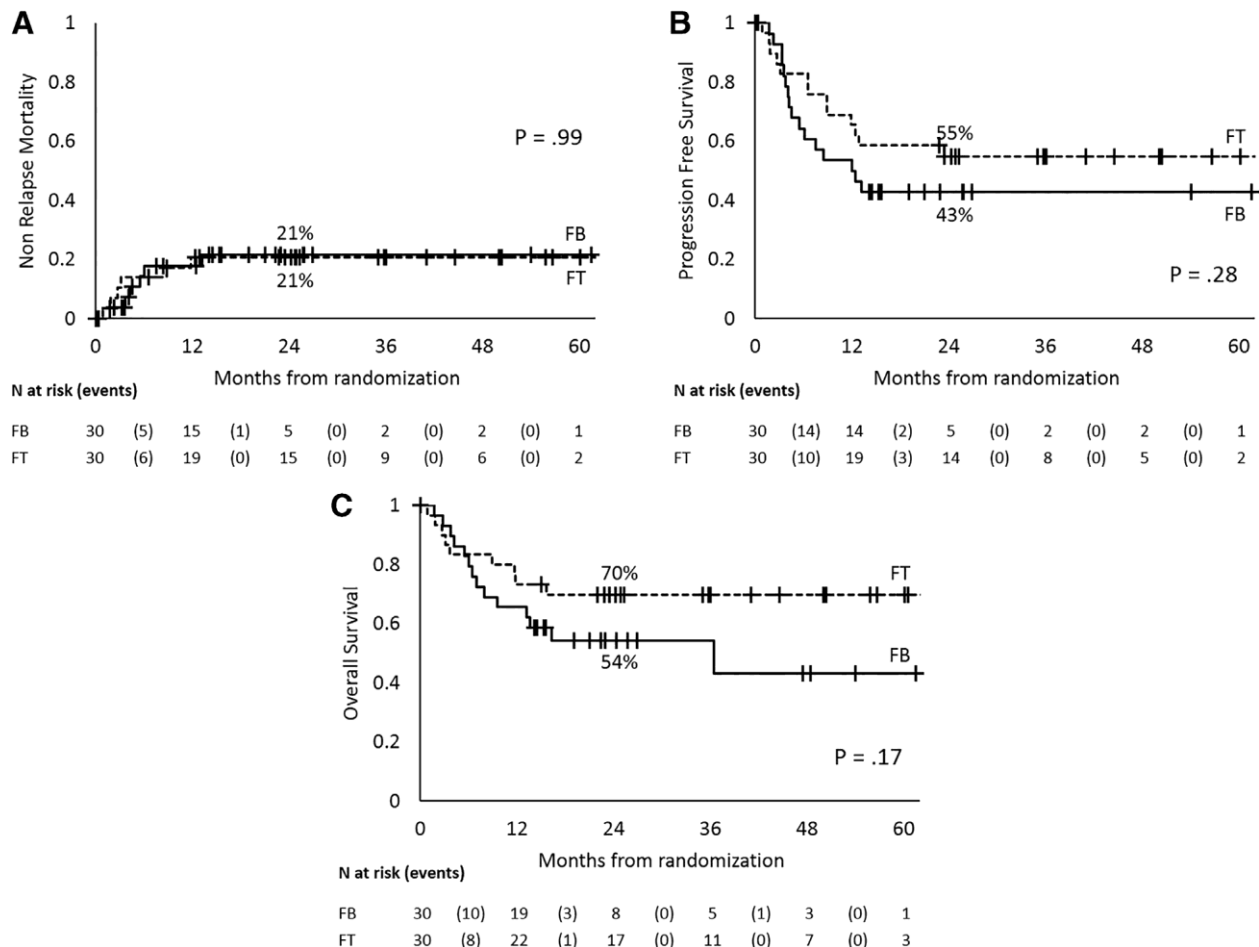 A
Non Relapse Mortality
1
0.8
0.6
0.4
0.2
0
P = .99
21%
21%
FB
FT
0 12 24 36 48 60
Months from randomization
N at risk (events)
FB 30 (5) 15 (1) 5 (0) 2 (0) 2 (0) 1
FT 30 (6) 19 (0) 15 (0) 9 (0) 6 (0) 2
B
Progression Free Survival
1
0.8
0.6
0.4
0.2
0
55%
FT
43%
FB
P = .28
0 12 24 36 48 60
Months from randomization
N at risk (events)
FB 30 (14) 14 (2) 5 (0) 2 (0) 2 (0) 1
FT 30 (10) 19 (3) 14 (0) 8 (0) 5 (0) 2
C
Overall Survival
1
0.8
0.6
0.4
0.2
0
70%
FT
54%
FB
P = .17
0 12 24 36 48 60
Months from randomization
N at risk (events)
FB 30 (10) 19 (3) 8 (0) 5 (1) 3 (0) 1
FT 30 (8) 22 (1) 17 (0) 11 (0) 7 (0) 3